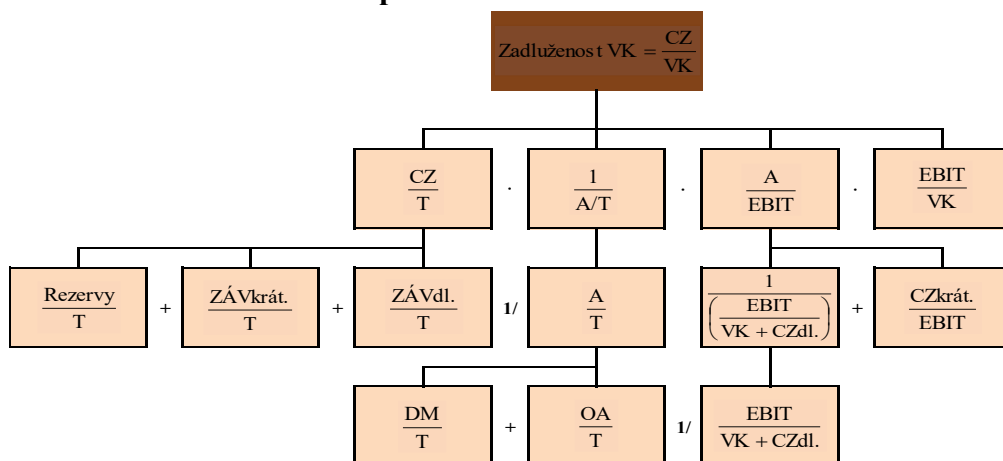 p
Zadluženost VK = CZ/VK
CZ/T · 1/(A/T) · A/EBIT · EBIT/VK
Rezervy/T + ZÁVkrát./T + ZÁVdl./T 1/ A/T 1/(EBIT/(VK + CZdl.)) + CZkrát./EBIT
DM/T + OA/T 1/ EBIT/(VK + CZdl.)